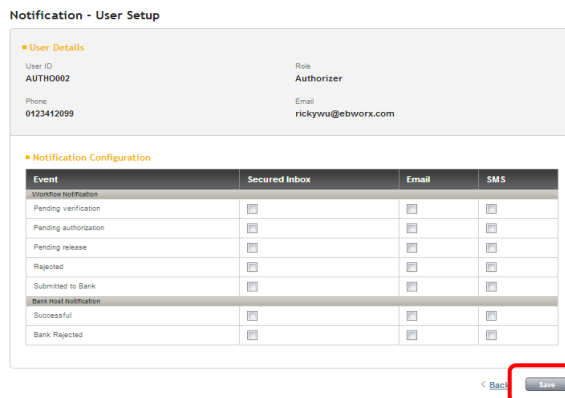 Notification - User Setup
User Details
User ID Role
AUTHO002 Authorizer
Phone Email
0123412099 rickywu@ebworx.com
Notification Configuration
Event Secured Inbox Email SMS
Workflow Notification
Pending verification
Pending authorization
Pending release
Rejected
Submitted to Bank
Bank Host Notification
Successful
Bank Rejected
< Back Save